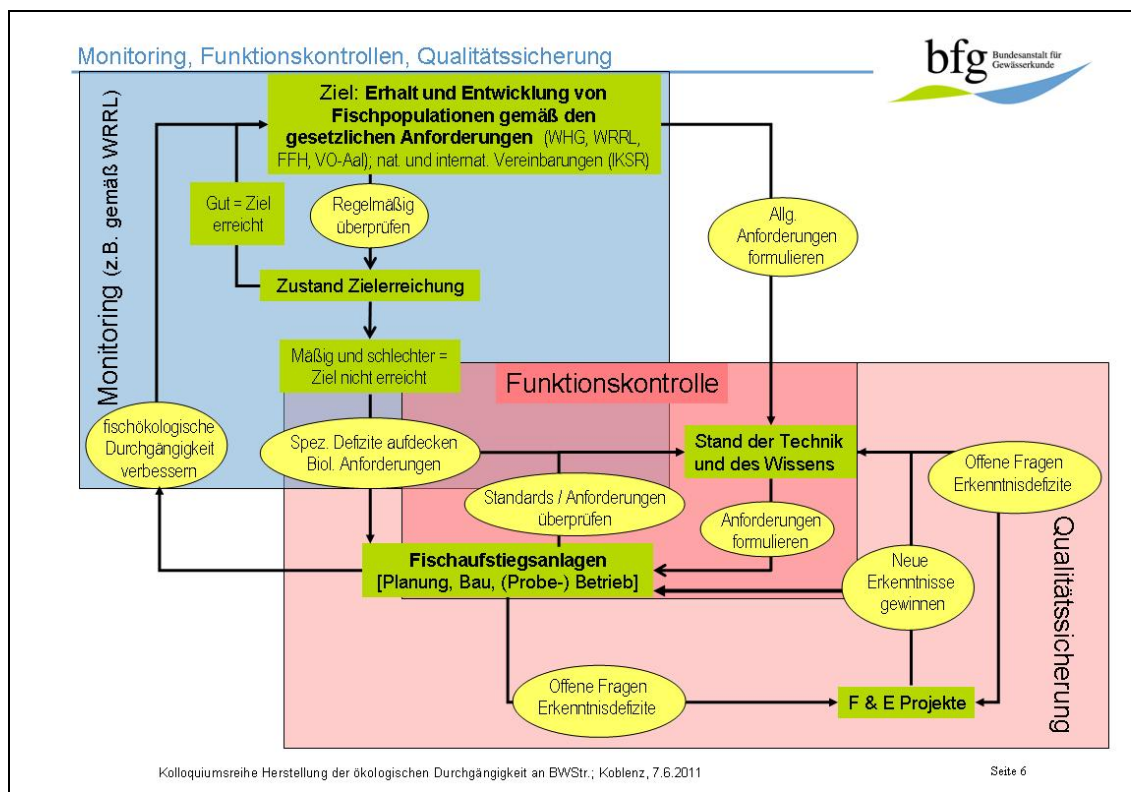 Monitoring, Funktionskontrollen, Qualitätssicherung
bfg
Bundesanstalt für
Gewässerkunde
Ziel: Erhalt und Entwicklung von
Fischpopulationen gemäß den
gesetzlichen Anforderungen (WHG, WRRL,
FFH, VO-Aal); nat. und internat. Vereinbarungen (IKSR)
Monitoring (z.B. gemäß WRRL)
Gut = Ziel
erreicht
Regelmäßig
überprüfen
Allg.
Anforderungen
formulieren
Zustand Zielerreichung
Mäßig und schlechter =
Ziel nicht erreicht
Funktionskontrolle
fischökologische
Durchgängigkeit
verbessern
Spez. Defizite aufdecken
Biol. Anforderungen
Stand der Technik
und des Wissens
Offene Fragen
Erkenntnisdefizite
Standards / Anforderungen
überprüfen
Anforderungen
formulieren
Qualitätssicherung
Fischaufstiegsanlagen
[Planung, Bau, (Probe-) Betrieb]
Neue
Erkenntnisse
gewinnen
Offene Fragen
Erkenntnisdefizite
F & E Projekte
Kolloquiumsreihe Herstellung der ökologischen Durchgängigkeit an BWStr.; Koblenz, 7.6.2011
Seite 6